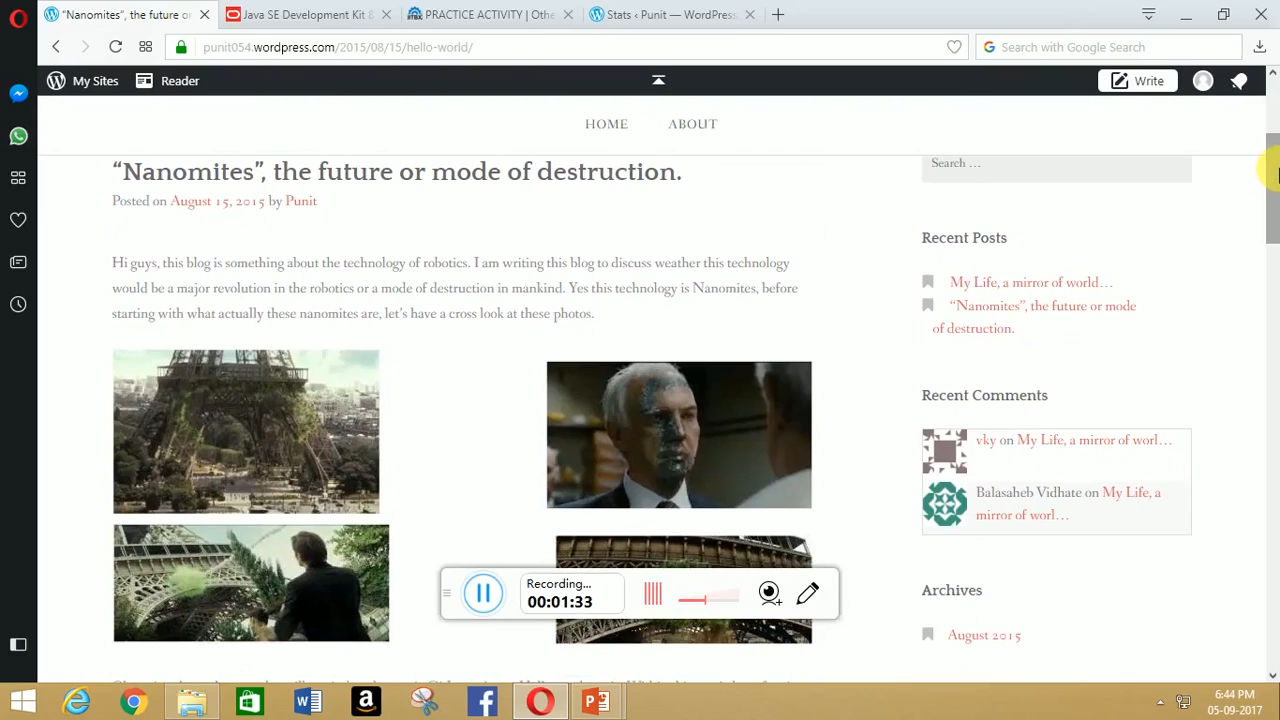 "Nanomites", the future or
Java SE Development Kit 8
PRACTICE ACTIVITY | Othe
Stats ‹ Punit — WordPress.
punit054.wordpress.com/2015/08/15/hello-world/
Search with Google Search
My Sites
Reader
Write
HOME
ABOUT
"Nanomites", the future or mode of destruction.
Posted on August 15, 2015 by Punit
Hi guys, this blog is something about the technology of robotics. I am writing this blog to discuss weather this technology
would be a major revolution in the robotics or a mode of destruction in mankind. Yes this technology is Nanomites, before
starting with what actually these nanomites are, let's have a cross look at these photos.
Search …
Recent Posts
My Life, a mirror of world…
"Nanomites", the future or mode
of destruction.
Recent Comments
vky on My Life, a mirror of worl…
Balasaheb Vidhate on My Life, a
mirror of worl…
Archives
August 2015
Recording...
00:01:33
6:44 PM
05-09-2017